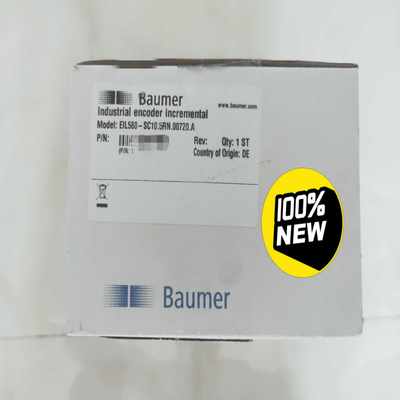 Baumer
www.baumer.com
Industrial encoder incremental
Model: EIL580-SC10.5RN.00720.A
P/N: Rev: Qty: 1 ST
(P/N: Country of Origin: DE
100%
NEW
Baumer